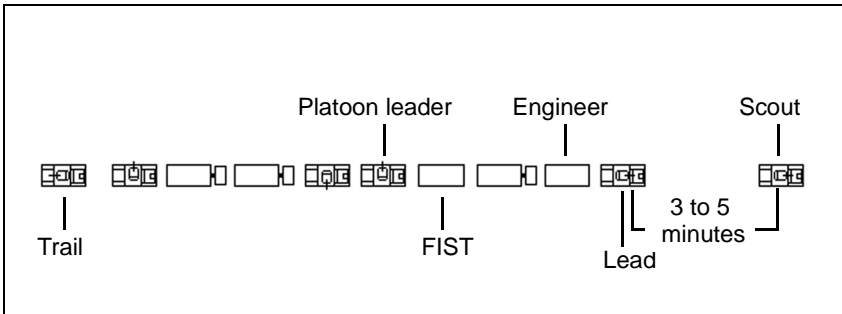 Platoon leader
Engineer
Scout
Trail
FIST
Lead
3 to 5
minutes